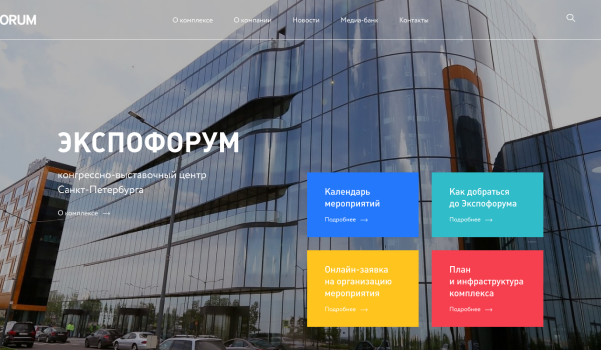 ORUM
О комплексе
О компании
Новости
Медиа-банк
Контакты
ЭКСПОФОРУМ
конгрессно-выставочный центр
Санкт-Петербурга
О комплексе
Календарь
мероприятий
Подробнее
Как добраться
до Экспофорума
Подробнее
Онлайн-заявка
на организацию
мероприятия
Подробнее
План
и инфраструктура
комплекса
Подробнее